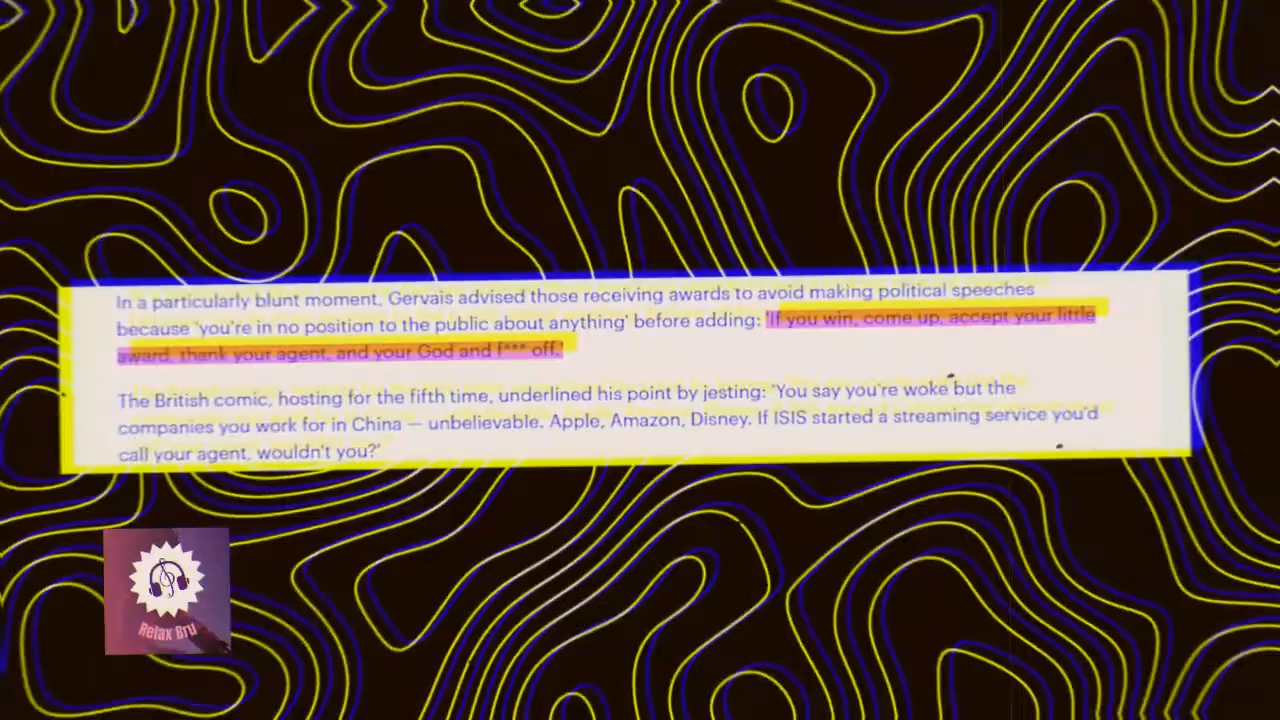 In a particularly blunt moment, Gervais advised those receiving awards to avoid making political speeches
because 'you're in no position to the public about anything' before adding: 'If you win, come up, accept your little
award, thank your agent, and your God and f*** off.'
The British comic, hosting for the fifth time, underlined his point by jesting: 'You say you're woke but the
companies you work for in China — unbelievable. Apple, Amazon, Disney. If ISIS started a streaming service you'd
call your agent, wouldn't you?'
Relax Bru